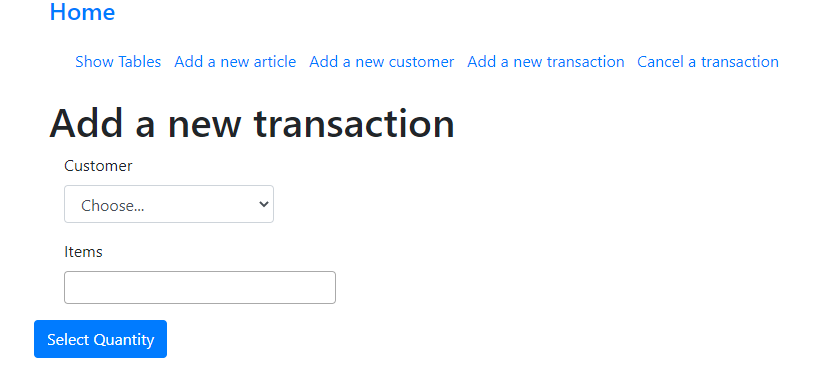 Home
Show Tables Add a new article Add a new customer Add a new transaction Cancel a transaction
Add a new transaction
Customer
Choose...
Items
Select Quantity